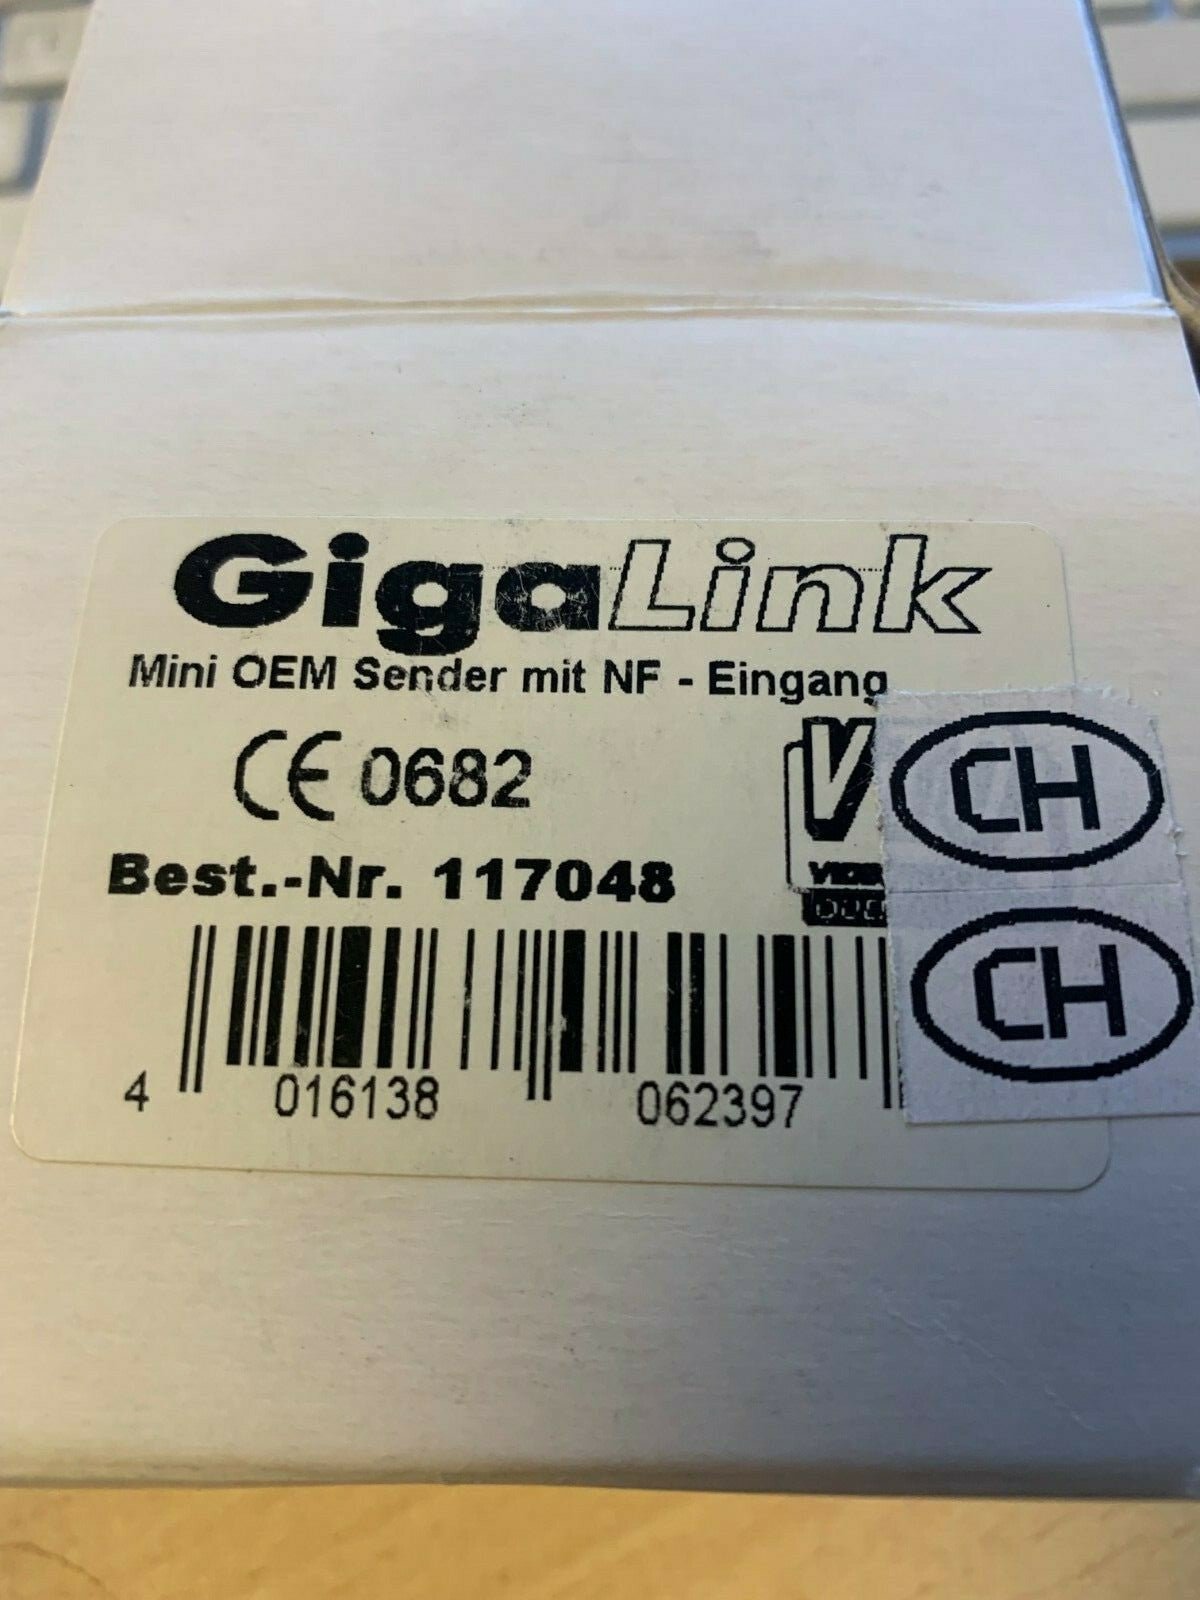 GigaLink
Mini OEM Sender mit NF - Eingang
CE 0682
CH
Best.-Nr. 117048
CH
4 016138 062397